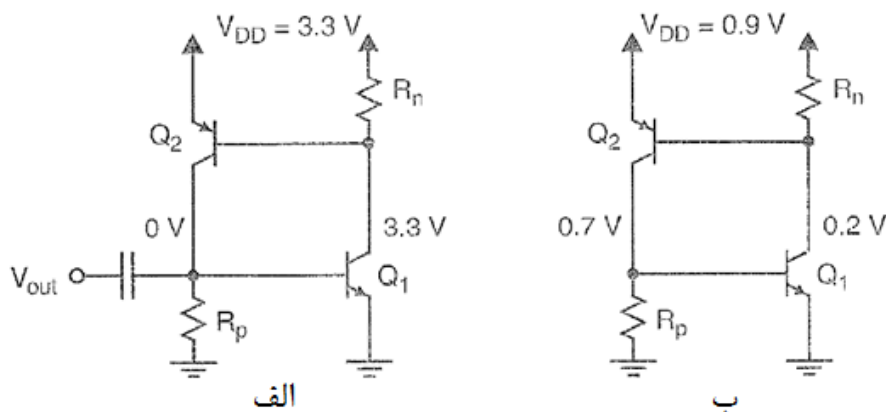 V_DD = 3.3 V
R_n
Q_2
0 V
3.3 V
V_out
Q_1
R_p
الف
V_DD = 0.9 V
R_n
Q_2
0.7 V
0.2 V
Q_1
R_p
ب